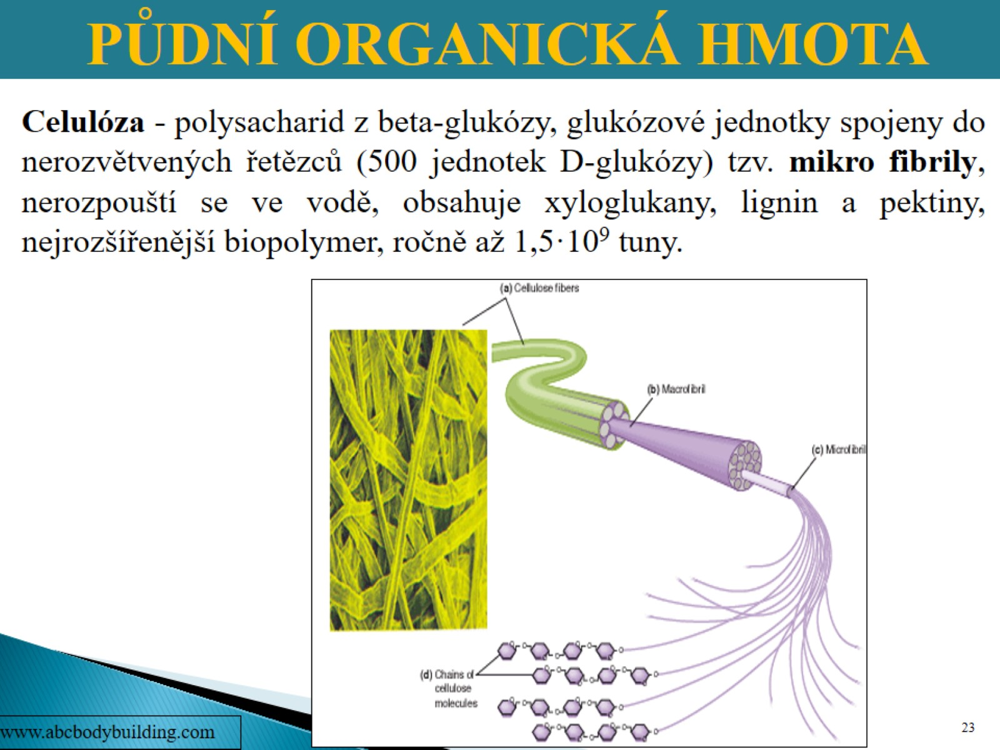 PŮDNÍ ORGANICKÁ HMOTA
Celulóza - polysacharid z beta-glukózy, glukózové jednotky spojeny do
nerozvětvených řetězců (500 jednotek D-glukózy) tzv. mikro fibrily,
nerozpouští se ve vodě, obsahuje xyloglukany, lignin a pektiny,
nejrozšířenější biopolymer, ročně až 1,5·10⁹ tuny.
(a) Cellulose fibers
(b) Macrofibril
(c) Microfibril
(d) Chains of
cellulose
molecules
www.abcbodybuilding.com
23